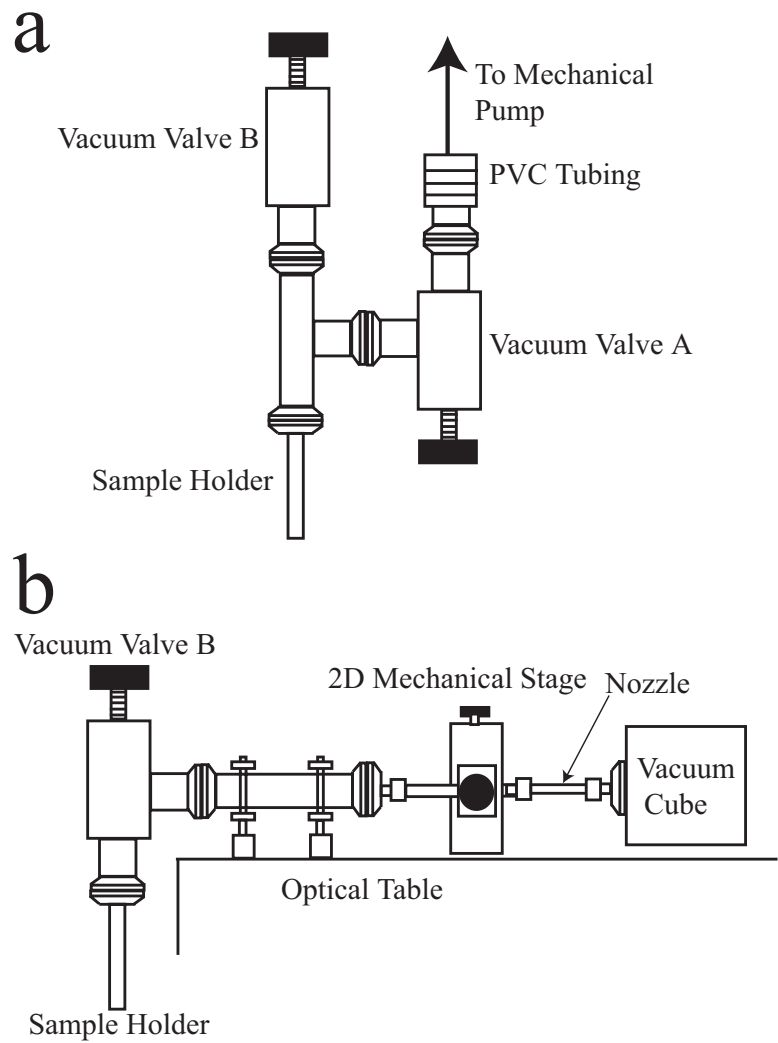 a
To Mechanical
Pump
Vacuum Valve B
PVC Tubing
Vacuum Valve A
Sample Holder
b
Vacuum Valve B
2D Mechanical Stage
Nozzle
Vacuum
Cube
Optical Table
Sample Holder